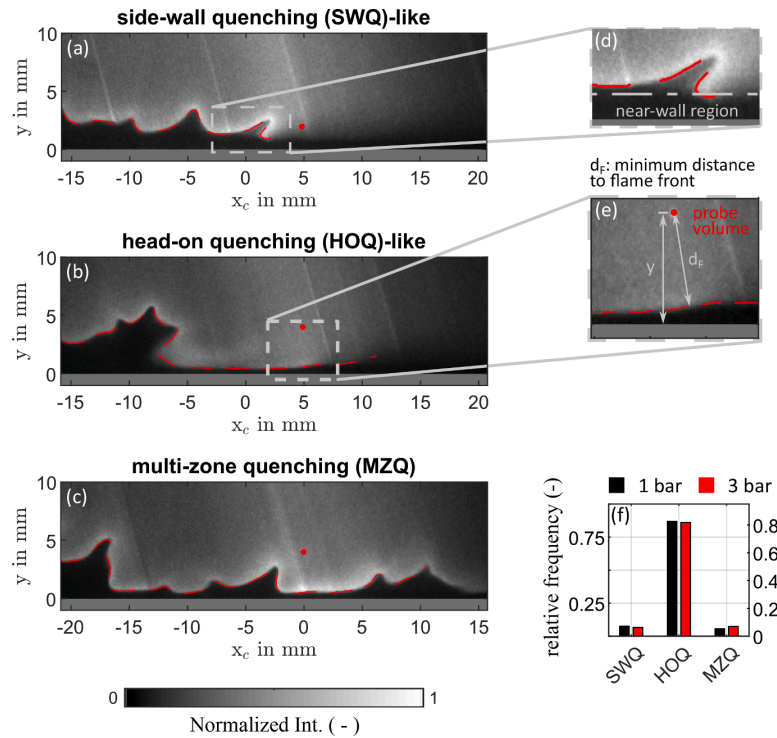 side-wall quenching (SWQ)-like
(a)
10
5
0
y in mm
-15 -10 -5 0 5 10 15 20
x_c in mm
(d)
near-wall region
d_F: minimum distance
to flame front
(e)
probe
volume
y
d_F
head-on quenching (HOQ)-like
(b)
10
5
0
y in mm
-15 -10 -5 0 5 10 15 20
x_c in mm
multi-zone quenching (MZQ)
(c)
10
5
0
y in mm
-20 -15 -10 -5 0 5 10 15
x_c in mm
0 1
Normalized Int. ( - )
1 bar 3 bar
(f)
relative frequency (-)
0.75
0.25
0.8
0.6
0.4
0.2
0
SWQ HOQ MZQ